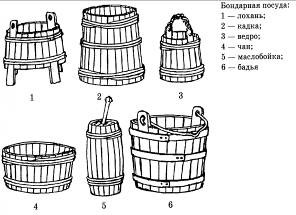 Бондарная посуда:
1 — лохань;
2 — кадка;
3 — ведро;
4 — чан;
5 — маслобойка;
6 — бадья
1 2 3
4 5 6